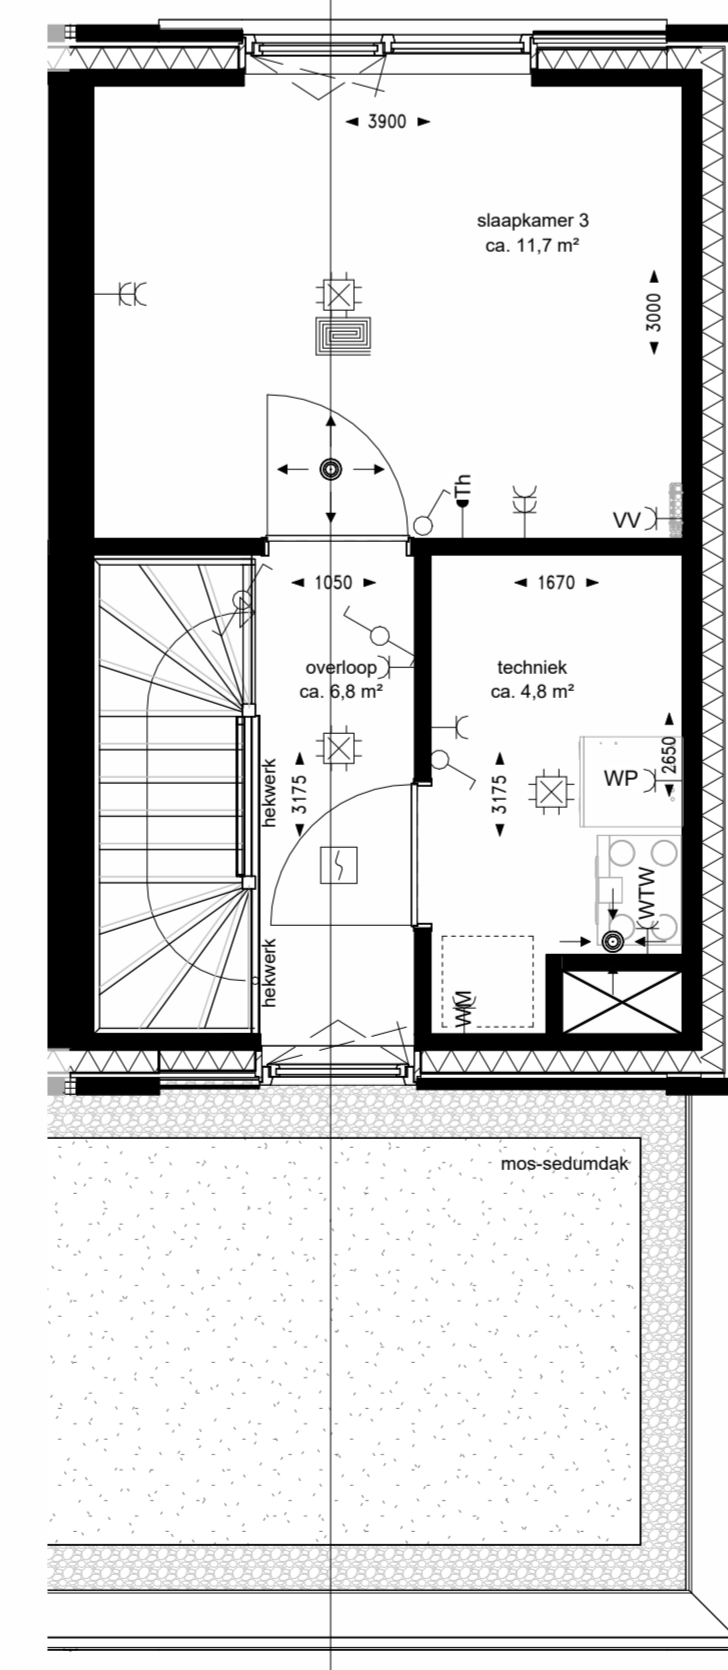 3900
slaapkamer 3
ca. 11,7 m²
3000
Th
VV
1050
1670
overloop
ca. 6,8 m²
techniek
ca. 4,8 m²
hekwerk
3175
3175
WP
2650
WTW
hekwerk
WM
mos-sedumdak